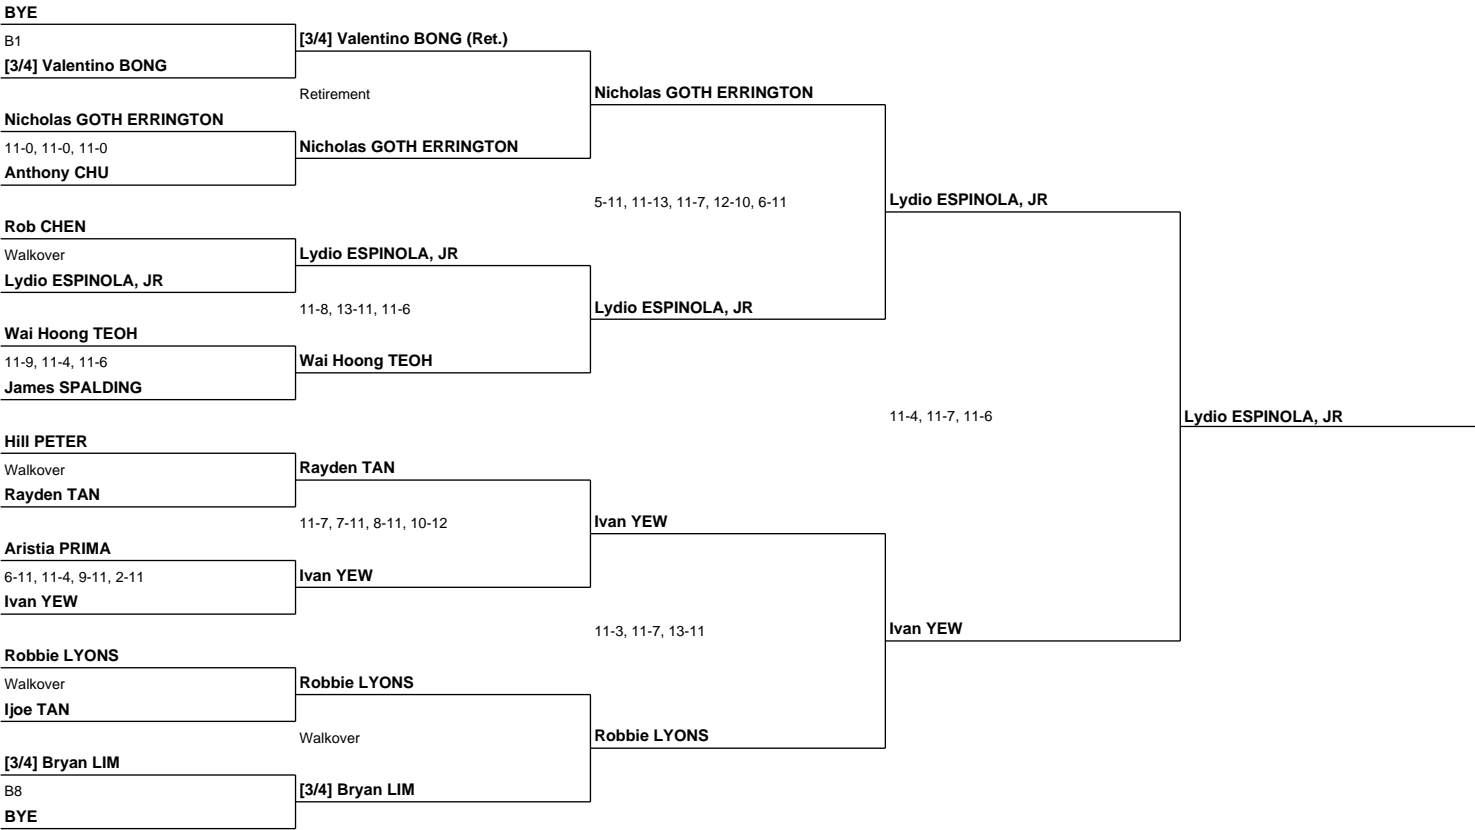 BYE
B1
[3/4] Valentino BONG
Nicholas GOTH ERRINGTON
11-0, 11-0, 11-0
Anthony CHU
Rob CHEN
Walkover
Lydio ESPINOLA, JR
Wai Hoong TEOH
11-9, 11-4, 11-6
James SPALDING
Hill PETER
Walkover
Rayden TAN
Aristia PRIMA
6-11, 11-4, 9-11, 2-11
Ivan YEW
Robbie LYONS
Walkover
Ijoe TAN
[3/4] Bryan LIM
B8
BYE
[3/4] Valentino BONG (Ret.)
Retirement
Nicholas GOTH ERRINGTON
Lydio ESPINOLA, JR
11-8, 13-11, 11-6
Wai Hoong TEOH
Rayden TAN
11-7, 7-11, 8-11, 10-12
Ivan YEW
Robbie LYONS
Walkover
[3/4] Bryan LIM
Nicholas GOTH ERRINGTON
5-11, 11-13, 11-7, 12-10, 6-11
Lydio ESPINOLA, JR
Ivan YEW
11-3, 11-7, 13-11
Robbie LYONS
Lydio ESPINOLA, JR
11-4, 11-7, 11-6
Ivan YEW
Lydio ESPINOLA, JR